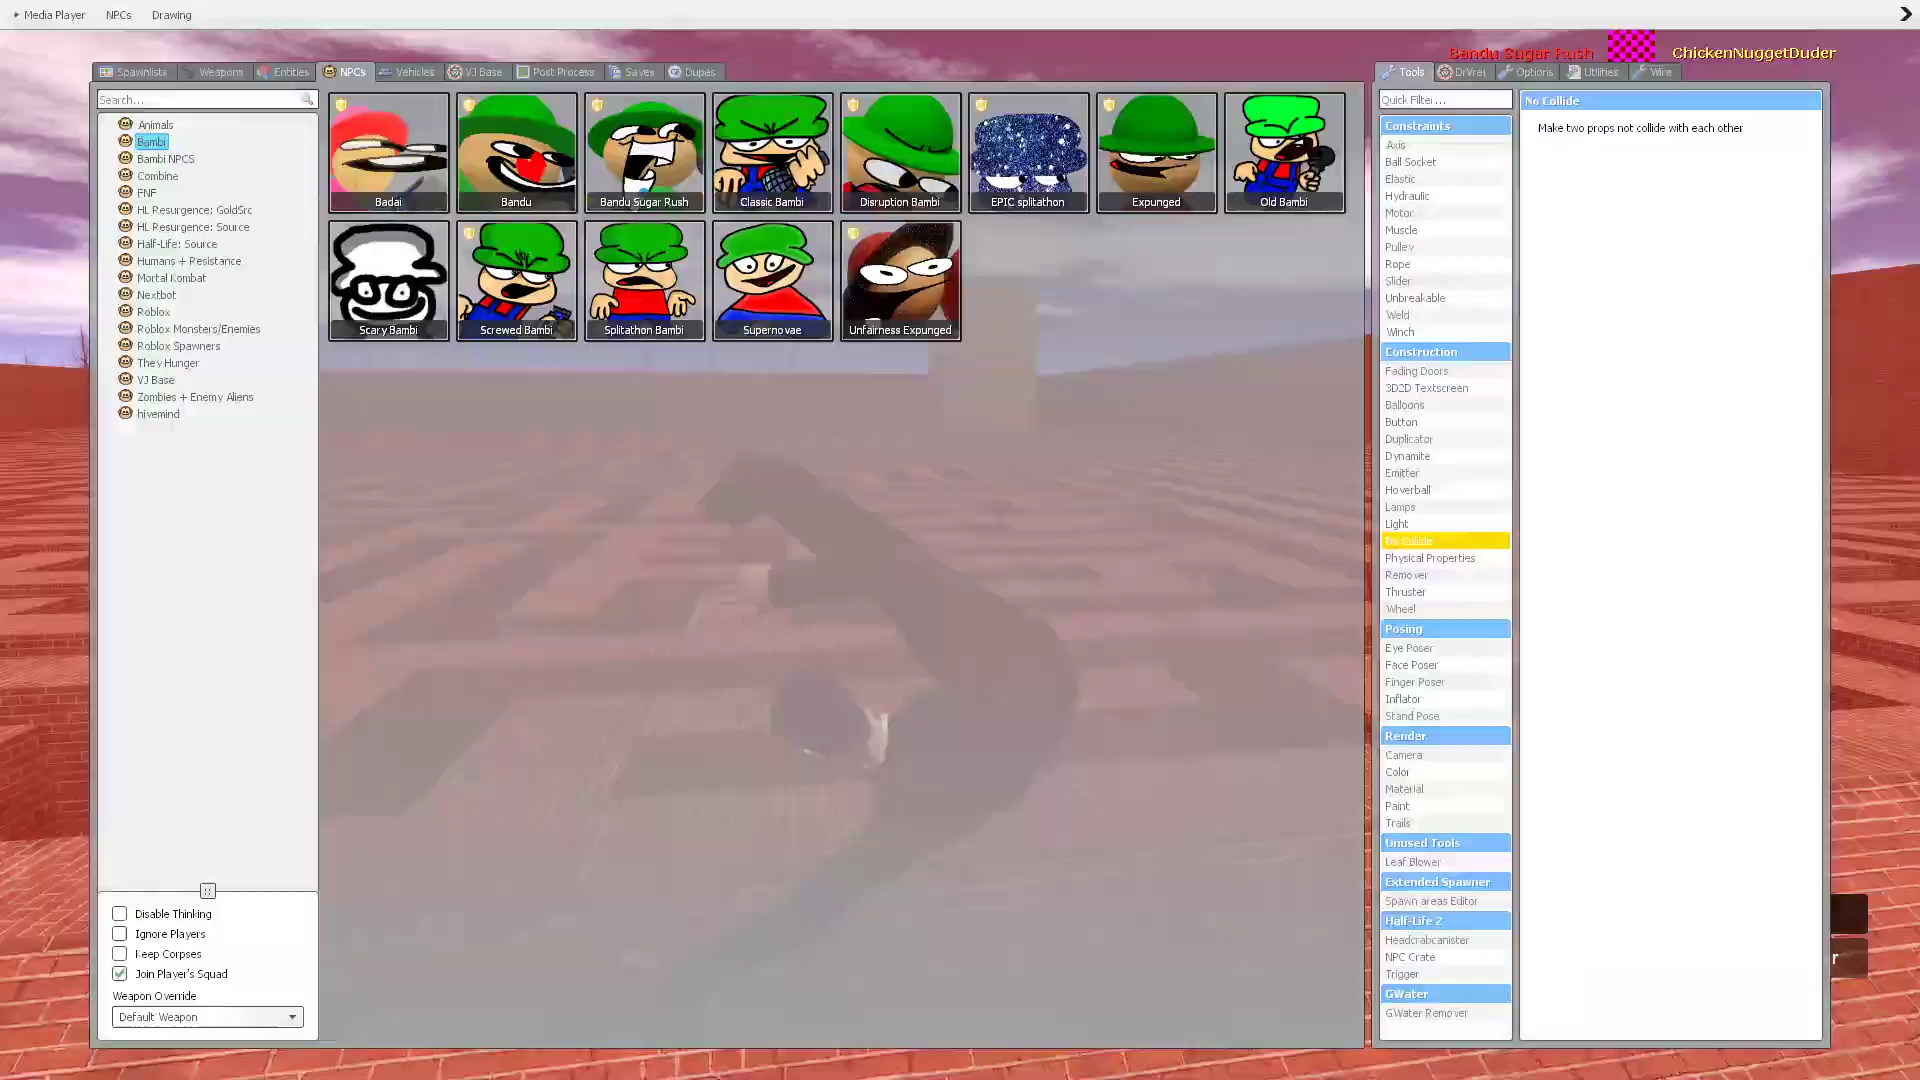 Media Player NPCs Drawing
Bandu Sugar Rush ChickenNuggetDuder
Spawnlists Weapons Entities NPCs Vehicles VJ Base Post Process Saves Dupes
Tools DrVrej Options Utilities Wire
Search...
Animals
Bambi
Bambi NPCS
Combine
FNF
HL Resurgence: GoldSrc
HL Resurgence: Source
Half-Life: Source
Humans + Resistance
Mortal Kombat
Nextbot
Roblox
Roblox Monsters/Enemies
Roblox Spawners
They Hunger
VJ Base
Zombies + Enemy Aliens
hivemind
Disable Thinking
Ignore Players
Keep Corpses
Join Player's Squad
Weapon Override
Default Weapon
Badai Bandu Bandu Sugar Rush Classic Bambi Disruption Bambi EPIC splitathon Expunged Old Bambi
Scary Bambi Screwed Bambi Splitathon Bambi Supernovae Unfairness Expunged
Quick Filter...
Constraints
Axis
Ball Socket
Elastic
Hydraulic
Motor
Muscle
Pulley
Rope
Slider
Unbreakable
Weld
Winch
Construction
Fading Doors
3D2D Textscreen
Balloons
Button
Duplicator
Dynamite
Emitter
Hoverball
Lamps
Light
No Collide
Physical Properties
Remover
Thruster
Wheel
Posing
Eye Poser
Face Poser
Finger Poser
Inflator
Stand Pose
Render
Camera
Color
Material
Paint
Trails
Unused Tools
Leaf Blower
Extended Spawner
Spawn areas Editor
Half-Life 2
Headcrabcanister
NPC Crate
Trigger
GWater
GWater Remover
No Collide
Make two props not collide with each other
r